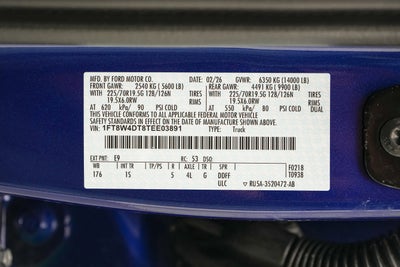 MFD. BY FORD MOTOR CO. 02/26 GVWR: 6350 KG (14000 LB)
FRONT GAWR: 2540 KG (5600 LB) REAR GAWR: 4491 KG (9900 LB)
WITH 225/70R19.5G 128/126N TIRES WITH 225/70R19.5G 128/126N TIRES
19.5X6.0RW RIMS 19.5X6.0RW RIMS
AT 620 kPa/ 90 PSI COLD AT 550 kPa/ 80 PSI COLD
THIS VEHICLE CONFORMS TO ALL APPLICABLE FEDERAL MOTOR VEHICLE
SAFETY STANDARDS IN EFFECT ON THE DATE OF MANUFACTURE SHOWN ABOVE.
VIN: 1FT8W4DT8TEE03891 TYPE: Truck
EXT PNT: E9 RC: 53 DSO:
WB INT TR TP/PS R AXLE TR F0218
176 1S 5 4L G DDFF T0938
ULC ▽ RU5A-3520472-AB